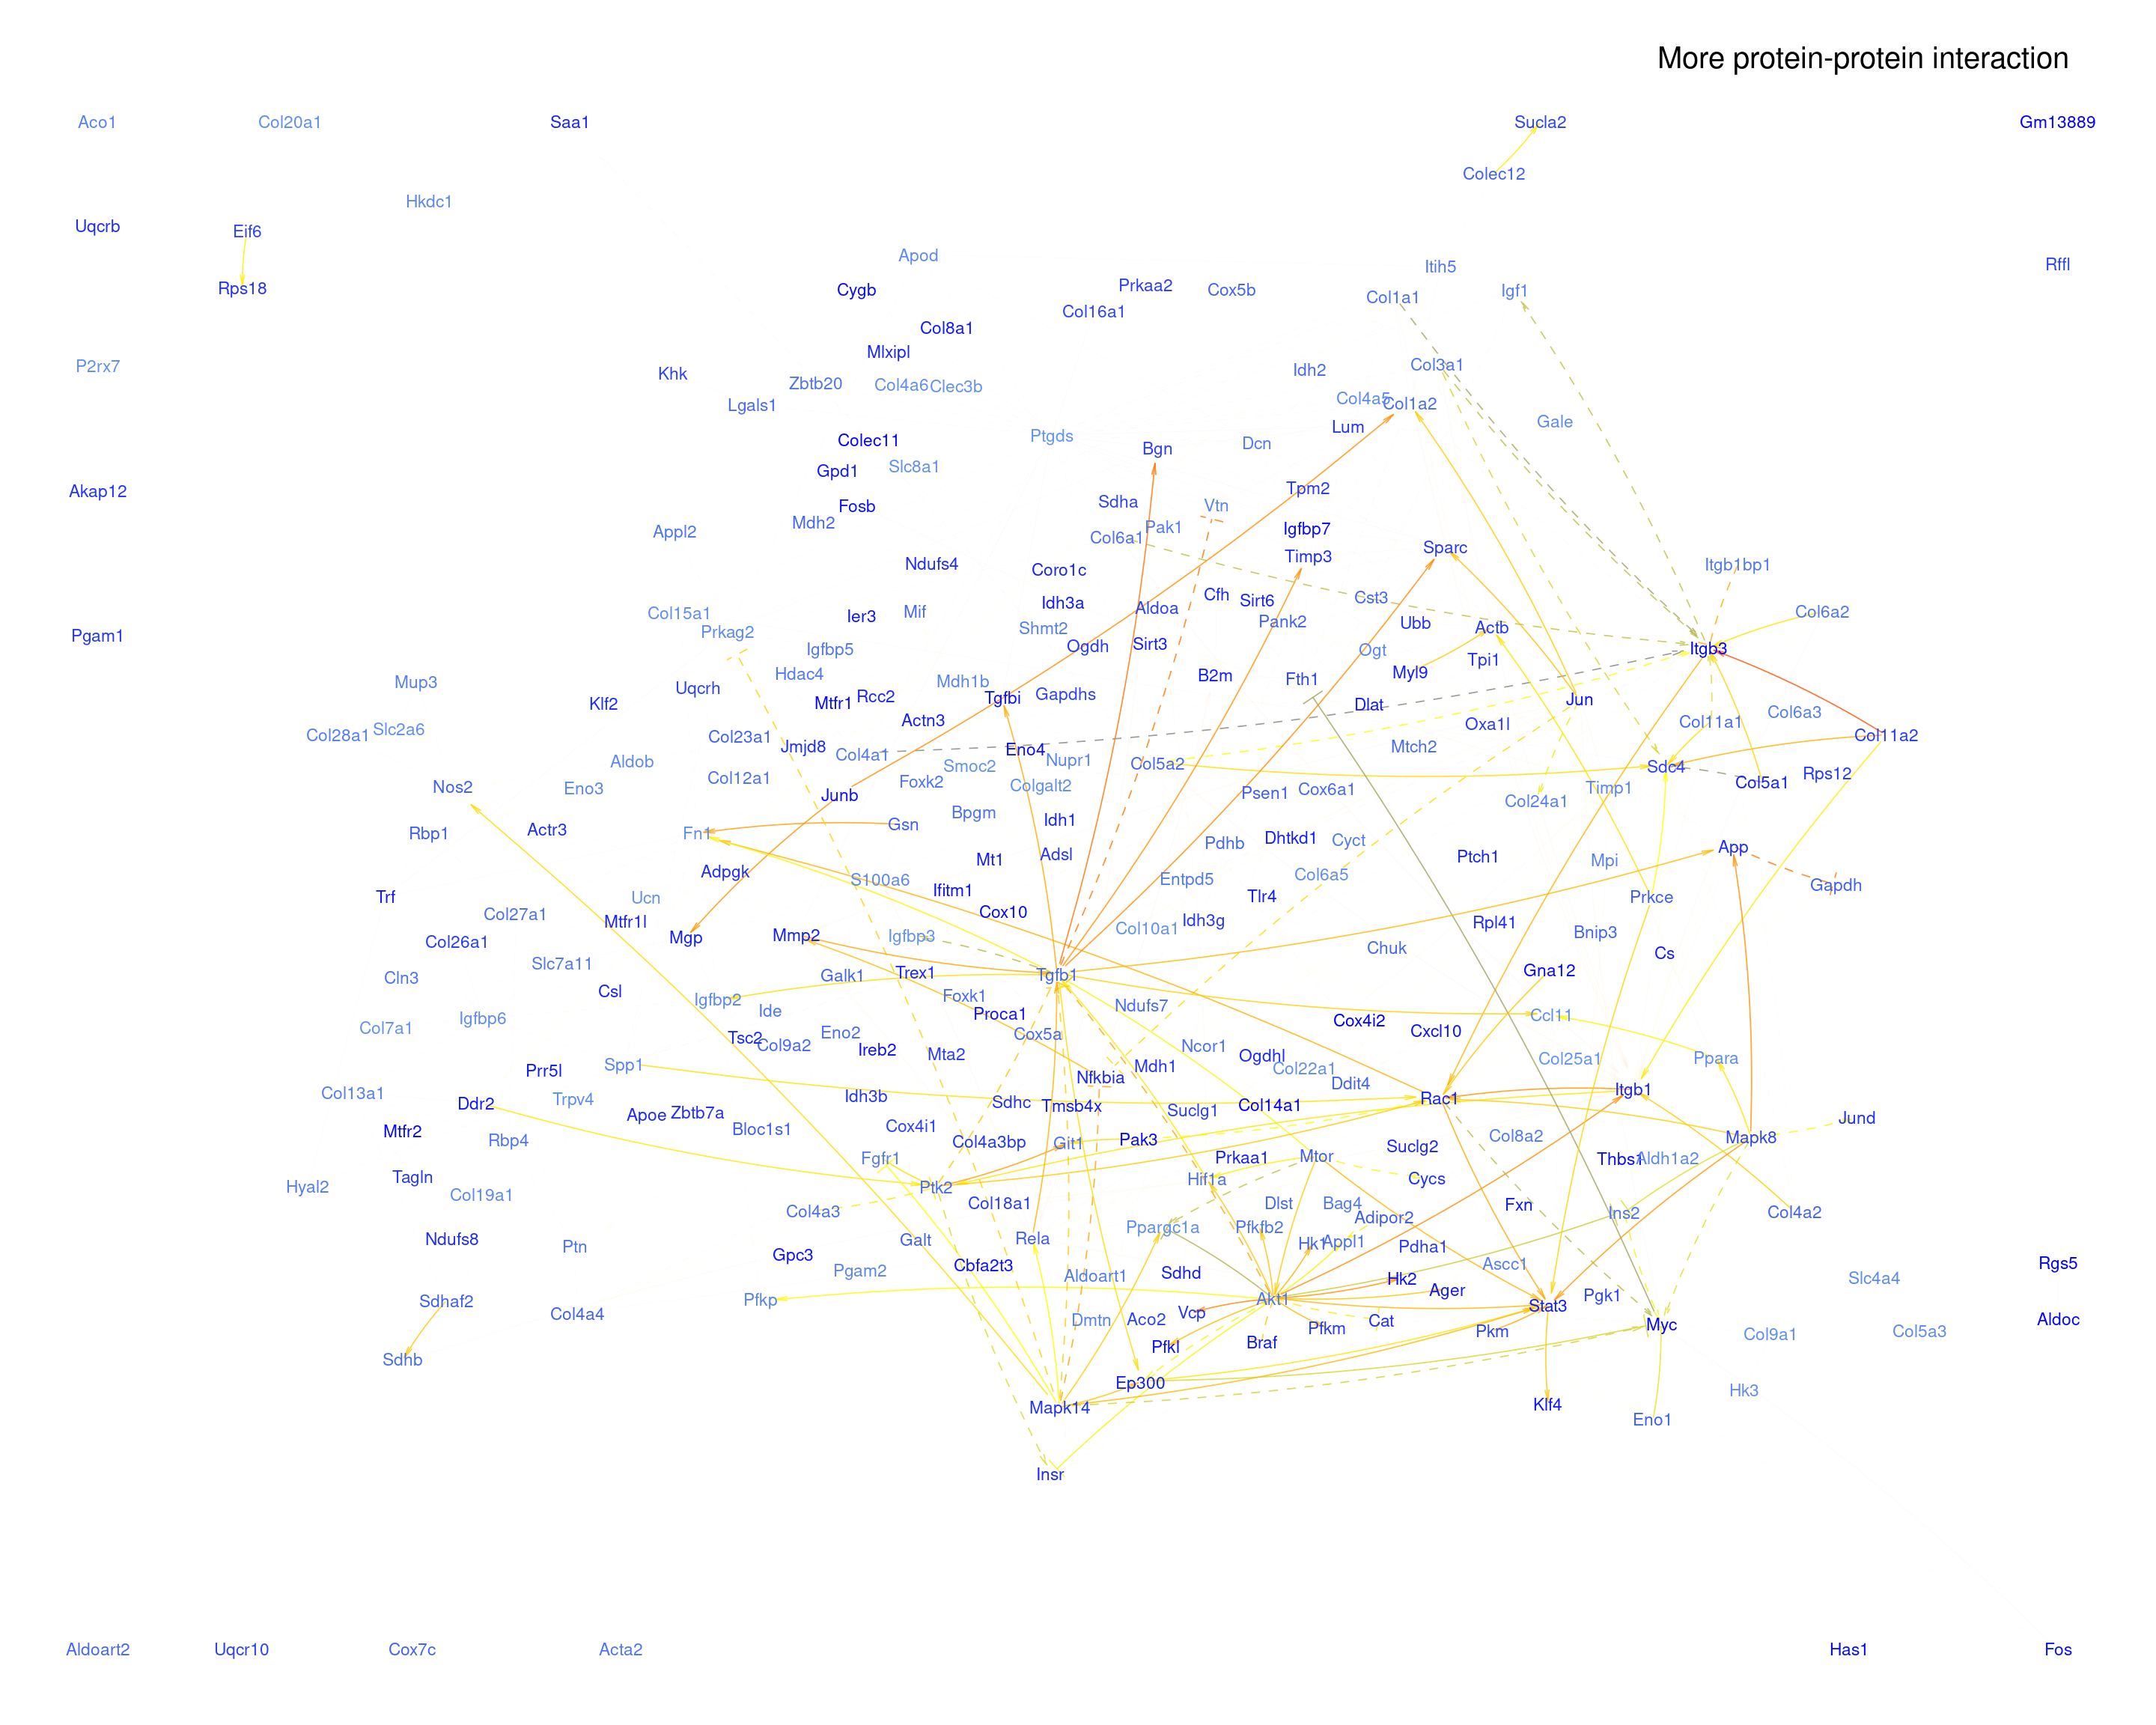 More protein-protein interaction
Aco1
Col20a1
Saa1
Sucla2
Gm13889
Colec12
Hkdc1
Uqcrb
Eif6
Apod
Rffl
Itih5
Rps18
Cygb
Prkaa2
Cox5b
Col1a1
Igf1
Col16a1
Col8a1
Mlxipl
P2rx7
Khk
Idh2
Col3a1
Zbtb20
Col4a6
Clec3b
Lgals1
Col4a5
Col1a2
Gale
Lum
Colec11
Ptgds
Bgn
Dcn
Gpd1
Slc8a1
Akap12
Tpm2
Fosb
Sdha
Vtn
Mdh2
Appl2
Pak1
Igfbp7
Col6a1
Sparc
Timp3
Ndufs4
Coro1c
Itgb1bp1
Col15a1
Ier3
Mif
Idh3a
Aldoa
Cfh
Sirt6
Cst3
Col6a2
Pgam1
Prkag2
Shmt2
Pank2
Ubb
Actb
Igfbp5
Ogdh
Sirt3
Ogt
Itgb3
Tpi1
Mup3
Hdac4
Mdh1b
B2m
Fth1
Myl9
Klf2
Uqcrh
Mtfr1
Rcc2
Tgfbi
Gapdhs
Dlat
Jun
Col28a1
Slc2a6
Actn3
Oxa1l
Col11a1
Col6a3
Col23a1
Jmjd8
Col4a1
Eno4
Mtch2
Col11a2
Aldob
Smoc2
Nupr1
Col5a2
Sdc4
Rps12
Nos2
Eno3
Col12a1
Junb
Foxk2
Colgalt2
Psen1
Cox6a1
Col24a1
Timp1
Col5a1
Rbp1
Actr3
Fn1
Gsn
Bpgm
Idh1
Pdhb
Dhtkd1
Cyct
App
Adpgk
Mt1
Adsl
Ptch1
Mpi
Trf
Ucn
S100a6
Ifitm1
Entpd5
Col6a5
Tlr4
Prkce
Gapdh
Col27a1
Mtfr1l
Cox10
Idh3g
Rpl41
Col26a1
Mgp
Mmp2
Igfbp3
Col10a1
Chuk
Bnip3
Cs
Cln3
Slc7a11
Galk1
Trex1
Tgfb1
Gna12
Csl
Igfbp2
Foxk1
Ndufs7
Col7a1
Igfbp6
Ide
Proca1
Cox4i2
Cxcl10
Ccl11
Tsc2
Col9a2
Eno2
Ireb2
Mta2
Cox5a
Ncor1
Ogdhl
Col25a1
Ppara
Prr5l
Spp1
Nfkbia
Mdh1
Col22a1
Ddit4
Itgb1
Col13a1
Ddr2
Trpv4
Apoe
Zbtb7a
Idh3b
Sdhc
Tmsb4x
Suclg1
Col14a1
Rac1
Jund
Mtfr2
Rbp4
Bloc1s1
Cox4i1
Col4a3bp
Git1
Pak3
Suclg2
Col8a2
Mapk8
Fgfr1
Prkaa1
Mtor
Thbs1
Aldh1a2
Hyal2
Tagln
Col19a1
Ptk2
Hif1a
Cycs
Col4a3
Col18a1
Dlst
Bag4
Adipor2
Fxn
Ins2
Col4a2
Ndufs8
Ptn
Gpc3
Galt
Rela
Ppargc1a
Pfkfb2
Hk1
Appl1
Pdha1
Cbfa2t3
Pgam2
Aldoart1
Sdhd
Hk2
Ager
Ascc1
Slc4a4
Rgs5
Sdhaf2
Col4a4
Pfkp
Akt1
Stat3
Pgk1
Dmtn
Aco2
Vcp
Cat
Myc
Aldoc
Sdhb
Pfkl
Braf
Pfkm
Pkm
Col9a1
Col5a3
Ep300
Hk3
Mapk14
Klf4
Eno1
Insr
Aldoart2
Uqcr10
Cox7c
Acta2
Has1
Fos